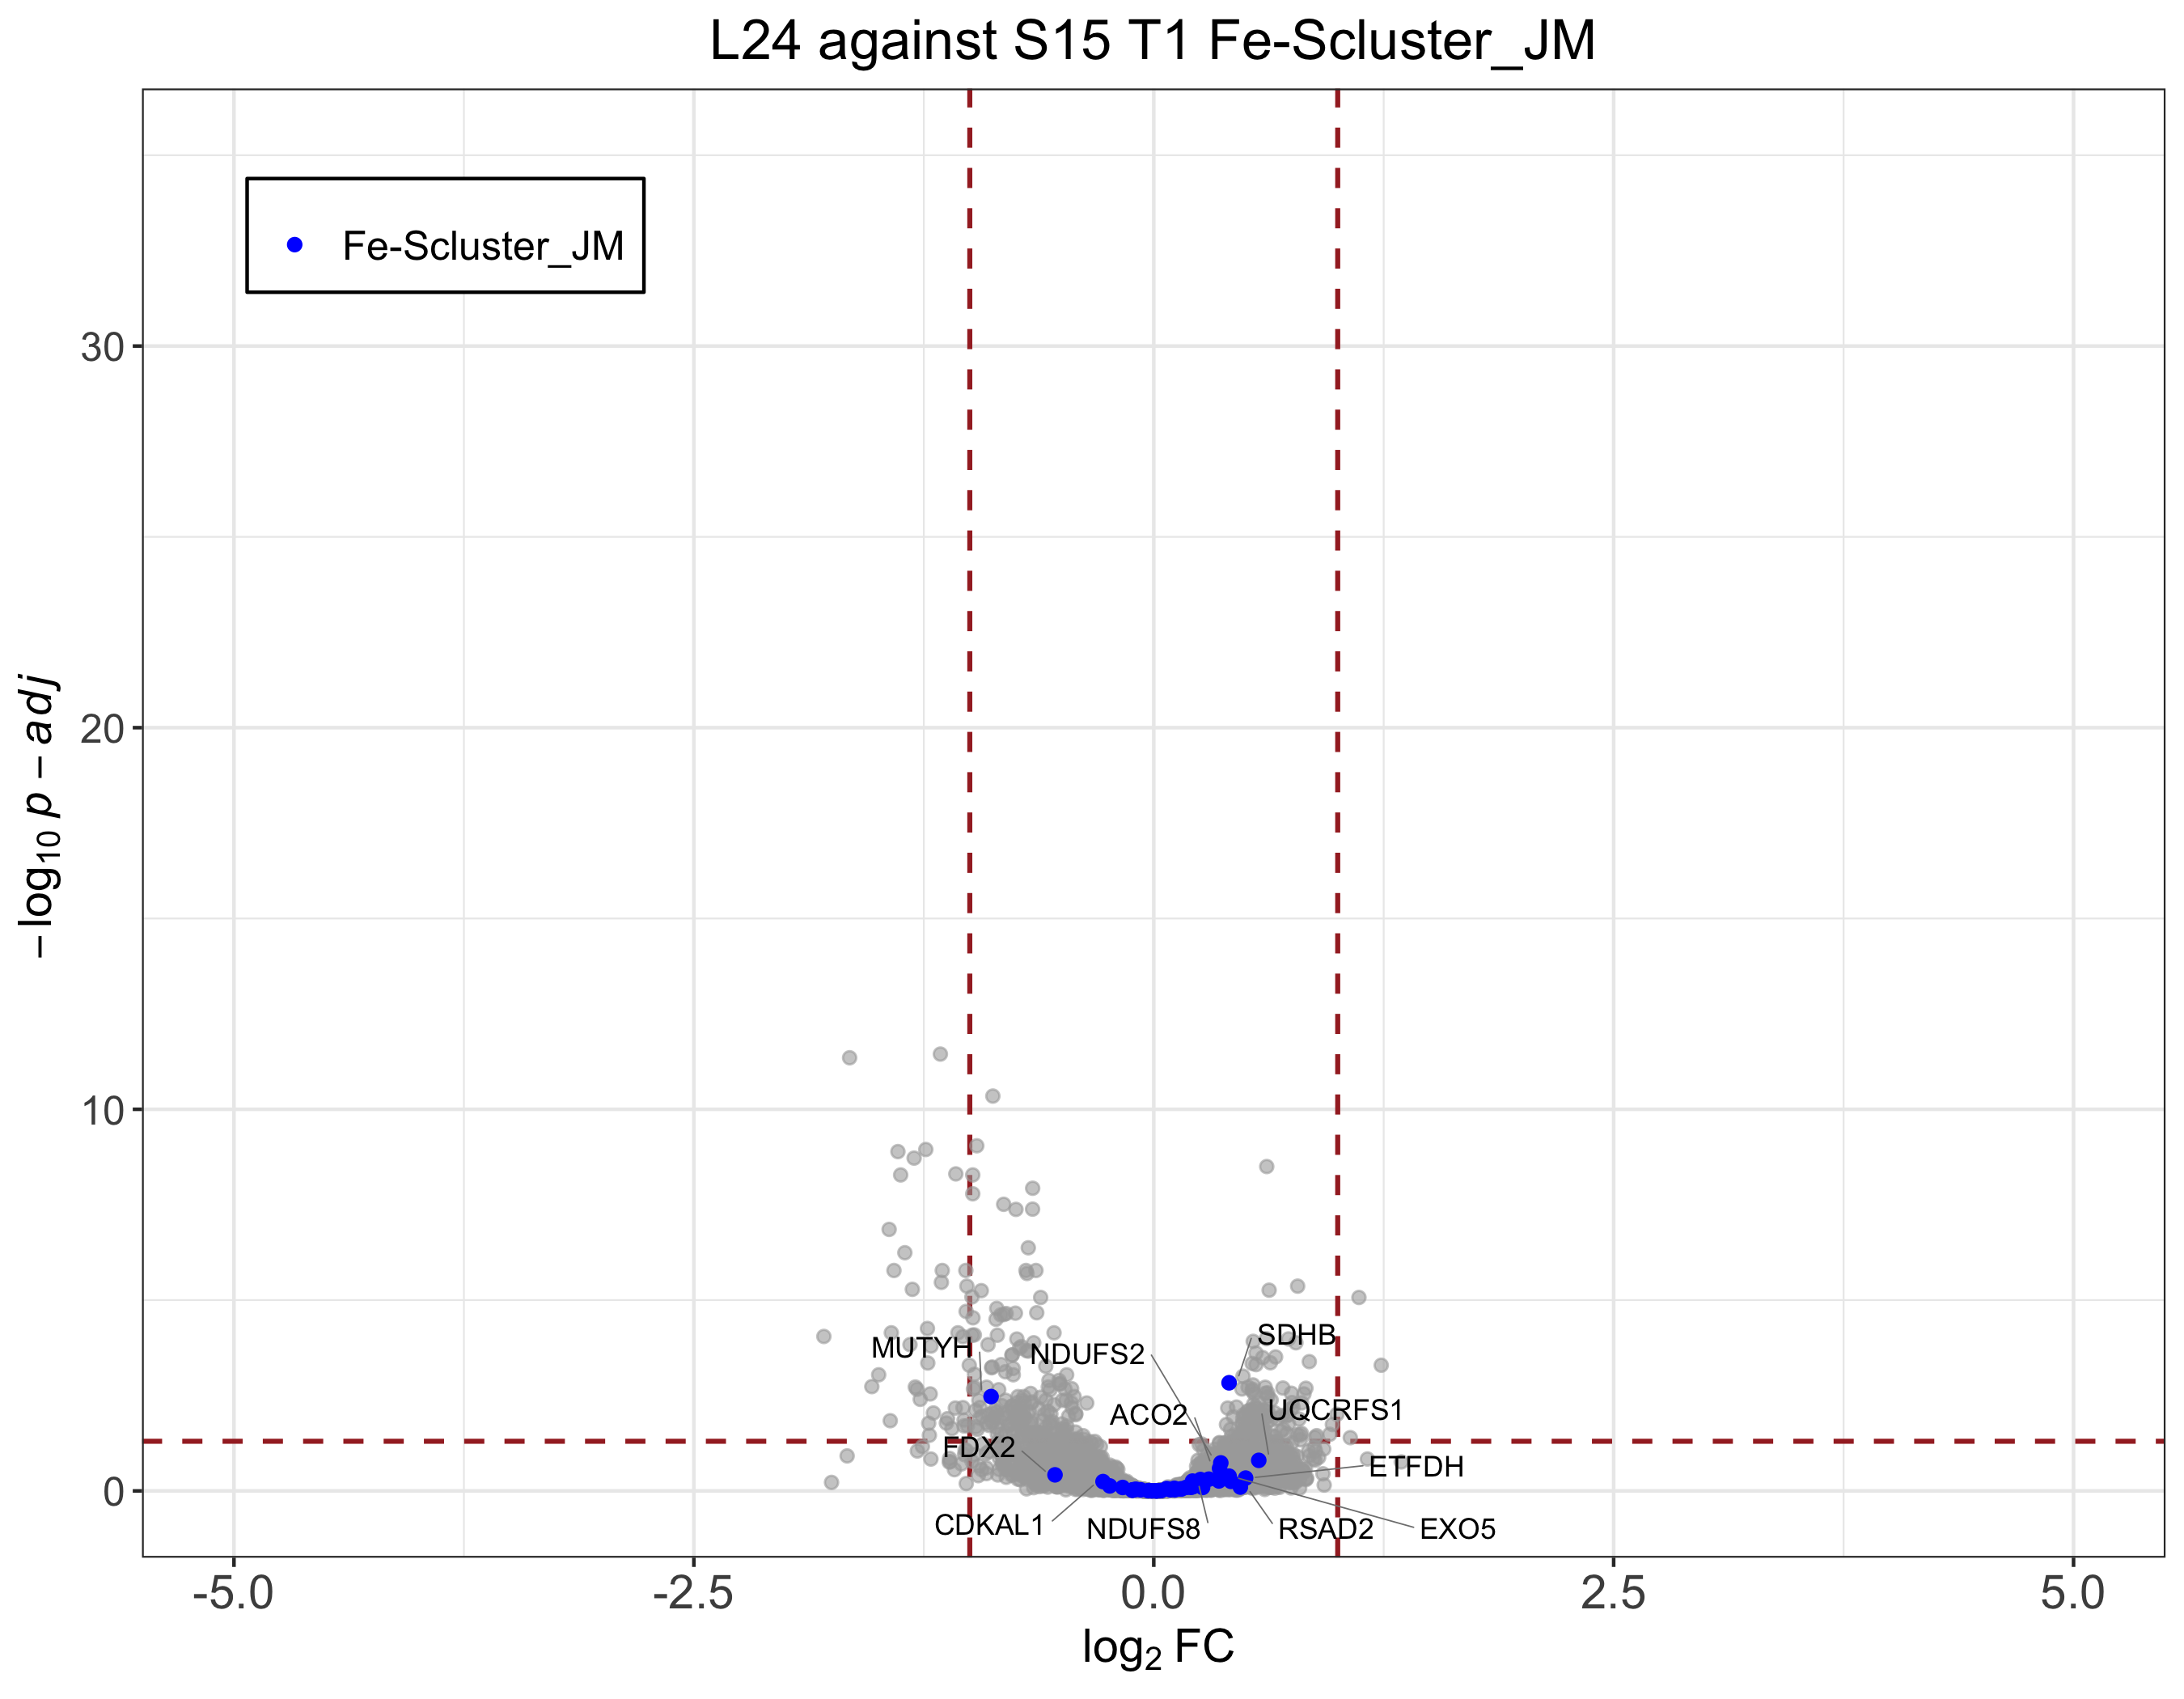 L24 against S15 T1 Fe-Scluster_JM
Fe-Scluster_JM
30
20
10
0
−log10 p − adj
SDHB
MUTYH
NDUFS2
ACO2
UQCRFS1
FDX2
ETFDH
CDKAL1
NDUFS8
RSAD2
EXO5
-5.0
-2.5
0.0
2.5
5.0
log2 FC